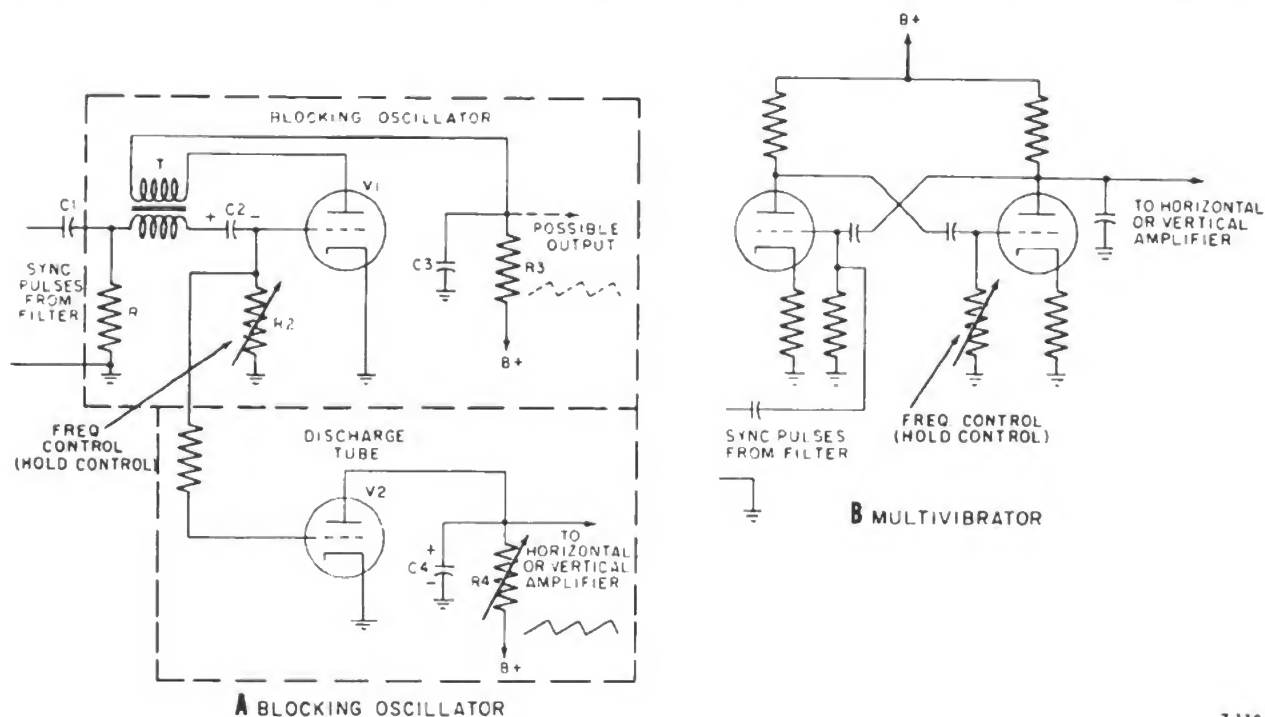 BLOCKING OSCILLATOR
T
V1
C1
+ C2 -
SYNC
PULSES
FROM
FILTER
R
R2
C3
POSSIBLE
OUTPUT
R3
B+
FREQ
CONTROL
(HOLD CONTROL)
DISCHARGE
TUBE
V2
+
C4
-
R4
TO
HORIZONTAL
OR VERTICAL
AMPLIFIER
B+
A BLOCKING OSCILLATOR
B+
TO HORIZONTAL
OR VERTICAL
AMPLIFIER
FREQ. CONTROL
(HOLD CONTROL)
SYNC PULSES
FROM FILTER
B MULTIVIBRATOR